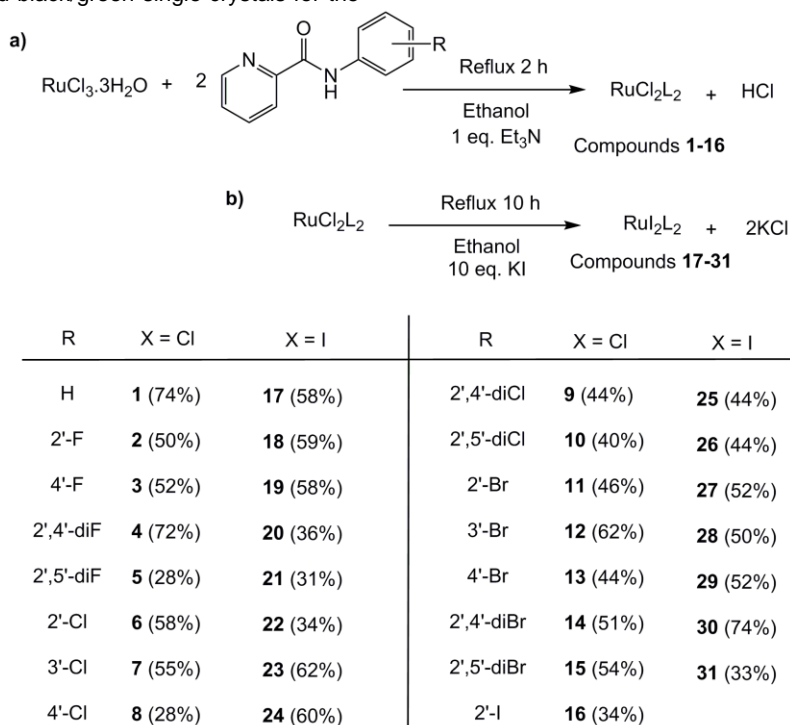 black/green single crystals for the
a)
RuCl3.3H2O + 2
N
O
N
H
R
Reflux 2 h
Ethanol
1 eq. Et3N
RuCl2L2 + HCl
Compounds 1-16
b)
RuCl2L2
Reflux 10 h
Ethanol
10 eq. KI
RuI2L2 + 2KCl
Compounds 17-31
R X = Cl X = I R X = Cl X = I
H 1 (74%) 17 (58%) 2',4'-diCl 9 (44%) 25 (44%)
2'-F 2 (50%) 18 (59%) 2',5'-diCl 10 (40%) 26 (44%)
4'-F 3 (52%) 19 (58%) 2'-Br 11 (46%) 27 (52%)
2',4'-diF 4 (72%) 20 (36%) 3'-Br 12 (62%) 28 (50%)
2',5'-diF 5 (28%) 21 (31%) 4'-Br 13 (44%) 29 (52%)
2'-Cl 6 (58%) 22 (34%) 2',4'-diBr 14 (51%) 30 (74%)
3'-Cl 7 (55%) 23 (62%) 2',5'-diBr 15 (54%) 31 (33%)
4'-Cl 8 (28%) 24 (60%) 2'-I 16 (34%)